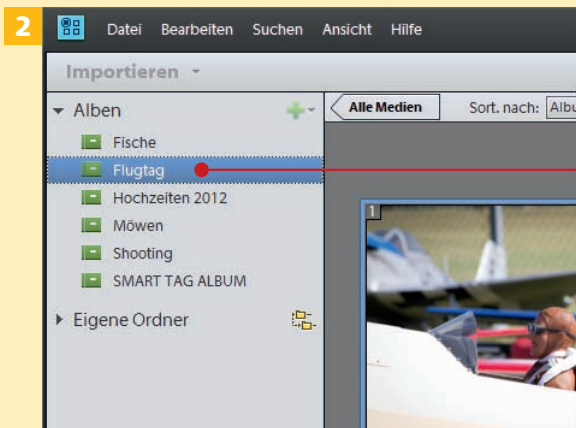 2
Datei Bearbeiten Suchen Ansicht Hilfe
Importieren
Alben
Alle Medien Sort. nach: Albu
Fische
Flugtag
Hochzeiten 2012
Möwen
Shooting
SMART TAG ALBUM
Eigene Ordner
1